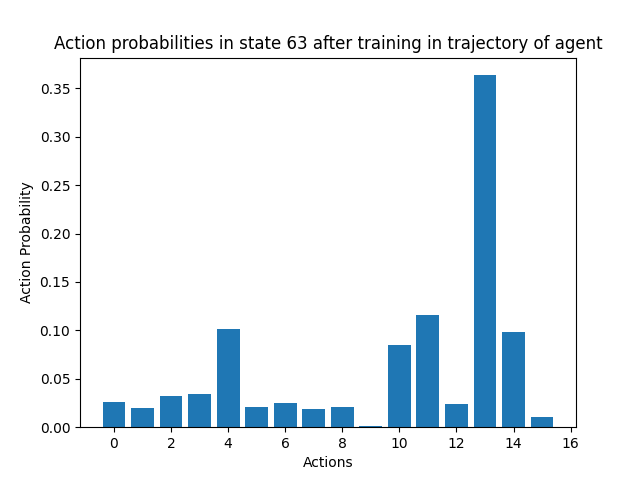 Action probabilities in state 63 after training in trajectory of agent
Action Probability
0.35
0.30
0.25
0.20
0.15
0.10
0.05
0.00
0 2 4 6 8 10 12 14 16
Actions